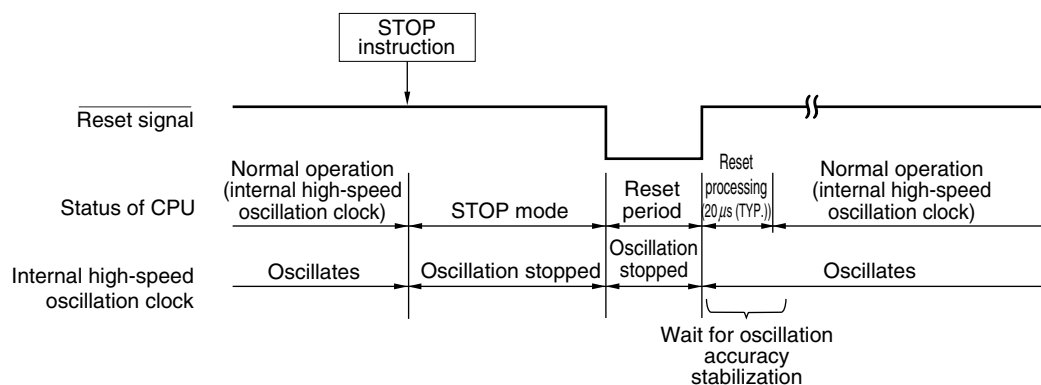 STOP
instruction
Reset signal
Status of CPU
Normal operation
(internal high-speed
oscillation clock)
STOP mode
Reset
period
Reset
processing
(20 μs (TYP.))
Normal operation
(internal high-speed
oscillation clock)
Internal high-speed
oscillation clock
Oscillates
Oscillation stopped
Oscillation
stopped
Oscillates
Wait for oscillation
accuracy
stabilization